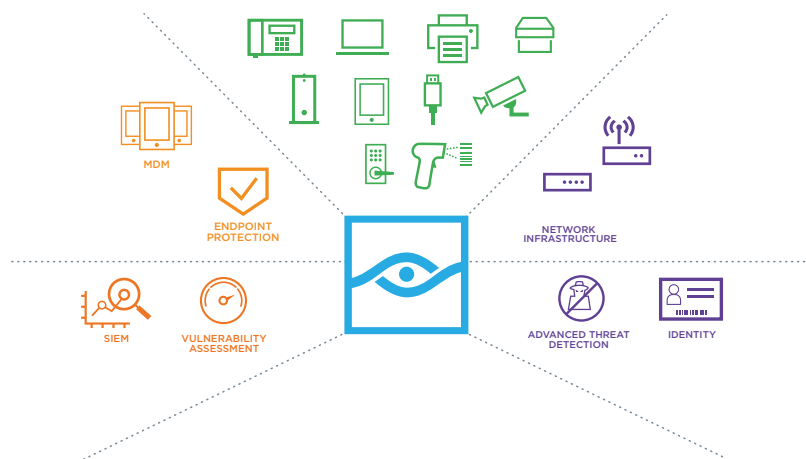 MDM
ENDPOINT
PROTECTION
NETWORK
INFRASTRUCTURE
SIEM
VULNERABILITY
ASSESSMENT
ADVANCED THREAT
DETECTION
IDENTITY